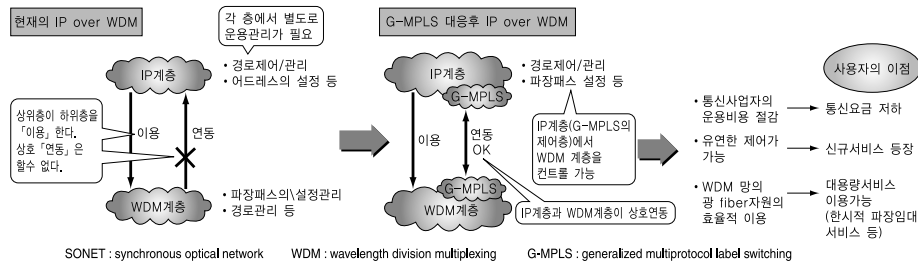 현재의 IP over WDM
각 층에서 별도로
운용관리가 필요
IP계층
• 경로제어/관리
• 어드레스의 설정 등
상위층이 하위층을
「이용」한다.
상호 「연동」은
할수 없다.
이용
연동
WDM계층
• 파장패스의\설정관리
• 경로관리 등
G-MPLS 대응후 IP over WDM
IP계층
G-MPLS
• 경로제어/관리
• 파장패스 설정 등
이용
연동
OK
IP계층(G-MPLS의
제어층)에서
WDM 계층을
컨트롤 가능
G-MPLS
WDM계층
IP계층과 WDM계층이 상호연동
사용자의 이점
• 통신사업자의
운용비용 절감
통신요금 저하
• 유연한 제어가
가능
신규서비스 등장
• WDM 망의
광 fiber자원의
효율적 이용
대용량서비스
이용가능
(한시적 파장임대
서비스 등)
SONET : synchronous optical network WDM : wavelength division multiplexing G-MPLS : generalized multiprotocol label switching